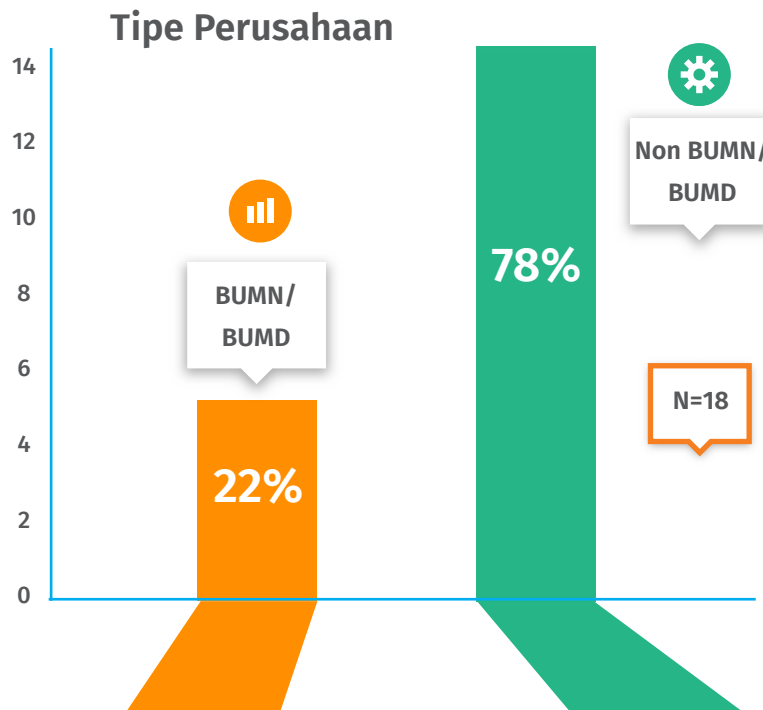 Tipe Perusahaan
14
12
10
8
6
4
2
0
BUMN/
BUMD
22%
78%
Non BUMN/
BUMD
N=18